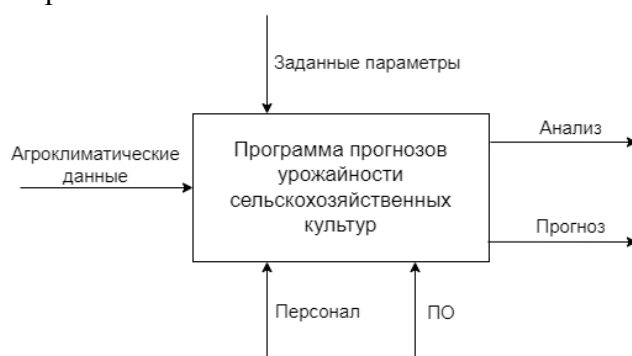 Заданные параметры
Агроклиматические
данные
Программа прогнозов
урожайности
сельскохозяйственных
культур
Анализ
Прогноз
Персонал
ПО